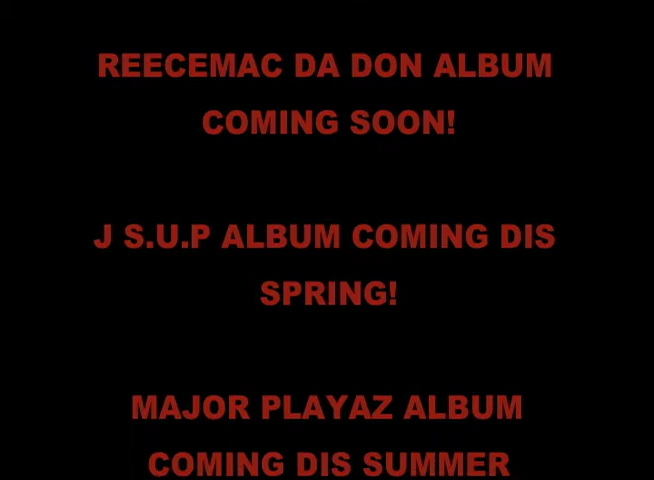 REECEMAC DA DON ALBUM
COMING SOON!
J S.U.P ALBUM COMING DIS
SPRING!
MAJOR PLAYAZ ALBUM
COMING DIS SUMMER